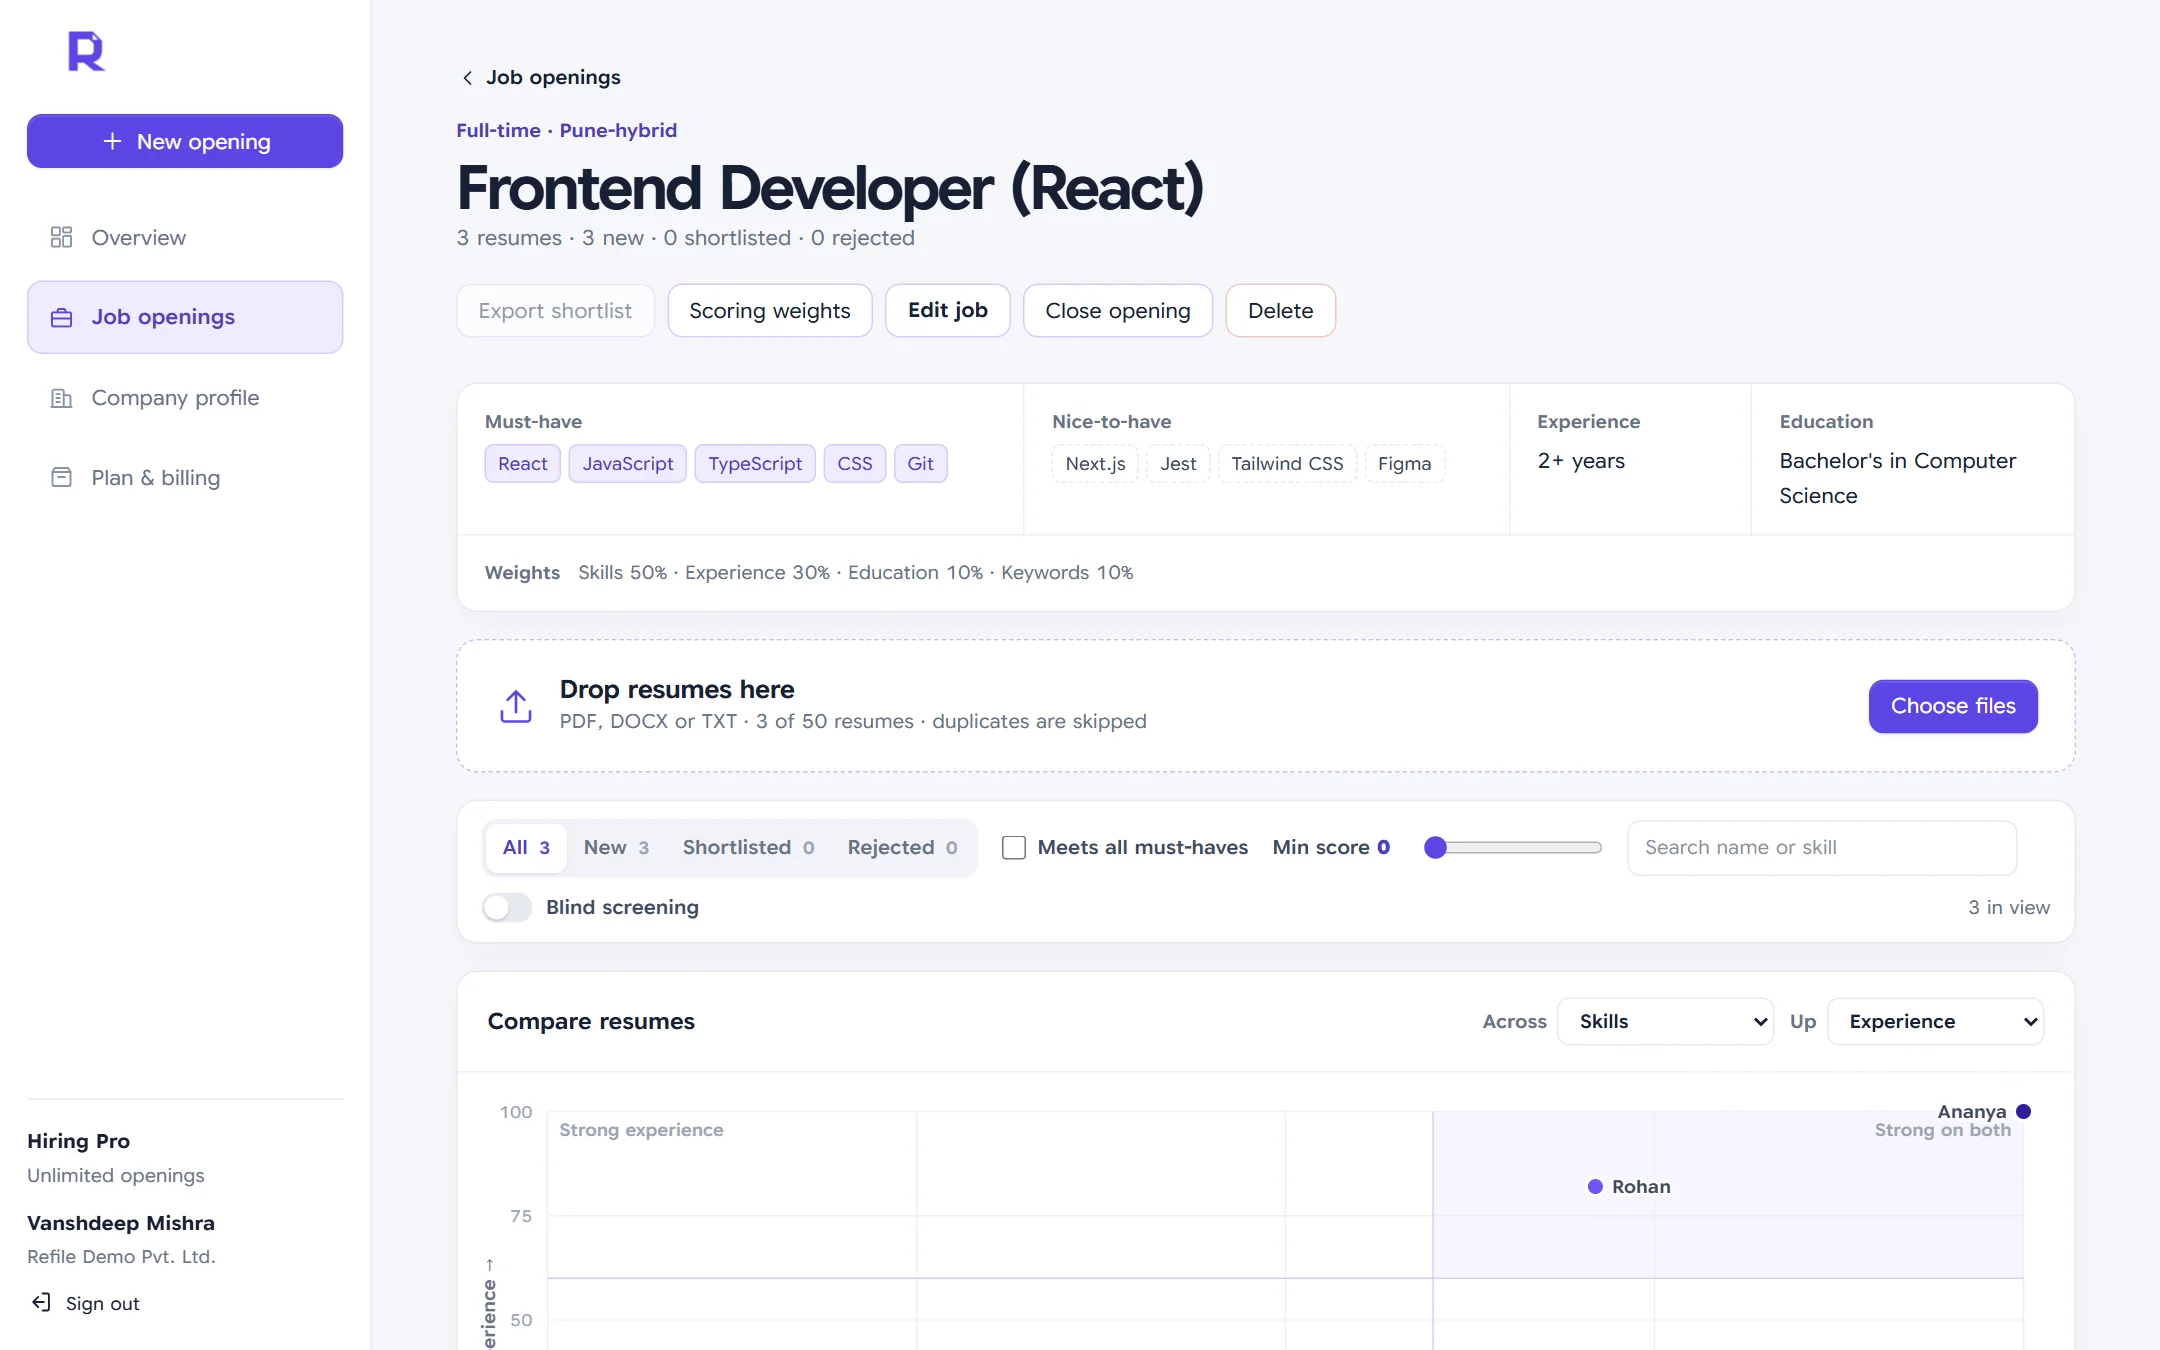 R
New opening
Overview
Job openings
Company profile
Plan & billing
Hiring Pro
Unlimited openings
Vanshdeep Mishra
Refile Demo Pvt. Ltd.
Sign out
Job openings
Full-time · Pune-hybrid
Frontend Developer (React)
3 resumes · 3 new · 0 shortlisted · 0 rejected
Export shortlist Scoring weights Edit job Close opening Delete
Must-have
React JavaScript TypeScript CSS Git
Nice-to-have
Next.js Jest Tailwind CSS Figma
Experience
2+ years
Education
Bachelor's in Computer
Science
Weights Skills 50% · Experience 30% · Education 10% · Keywords 10%
Drop resumes here
PDF, DOCX or TXT · 3 of 50 resumes · duplicates are skipped
Choose files
All 3 New 3 Shortlisted 0 Rejected 0 Meets all must-haves Min score 0 Search name or skill
Blind screening 3 in view
Compare resumes Across Skills Up Experience
100 Ananya
Strong experience Strong on both
Rohan
75
50
erience →